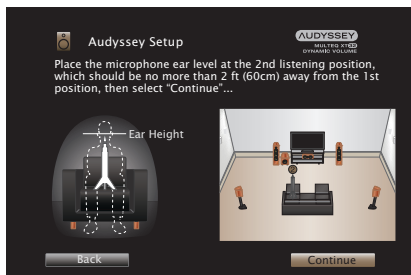 Audyssey Setup
AUDYSSEY
MULTEQ XT32
DYNAMIC VOLUME
Place the microphone ear level at the 2nd listening position,
which should be no more than 2 ft (60cm) away from the 1st
position, then select “Continue”...
Ear Height
Back
Continue